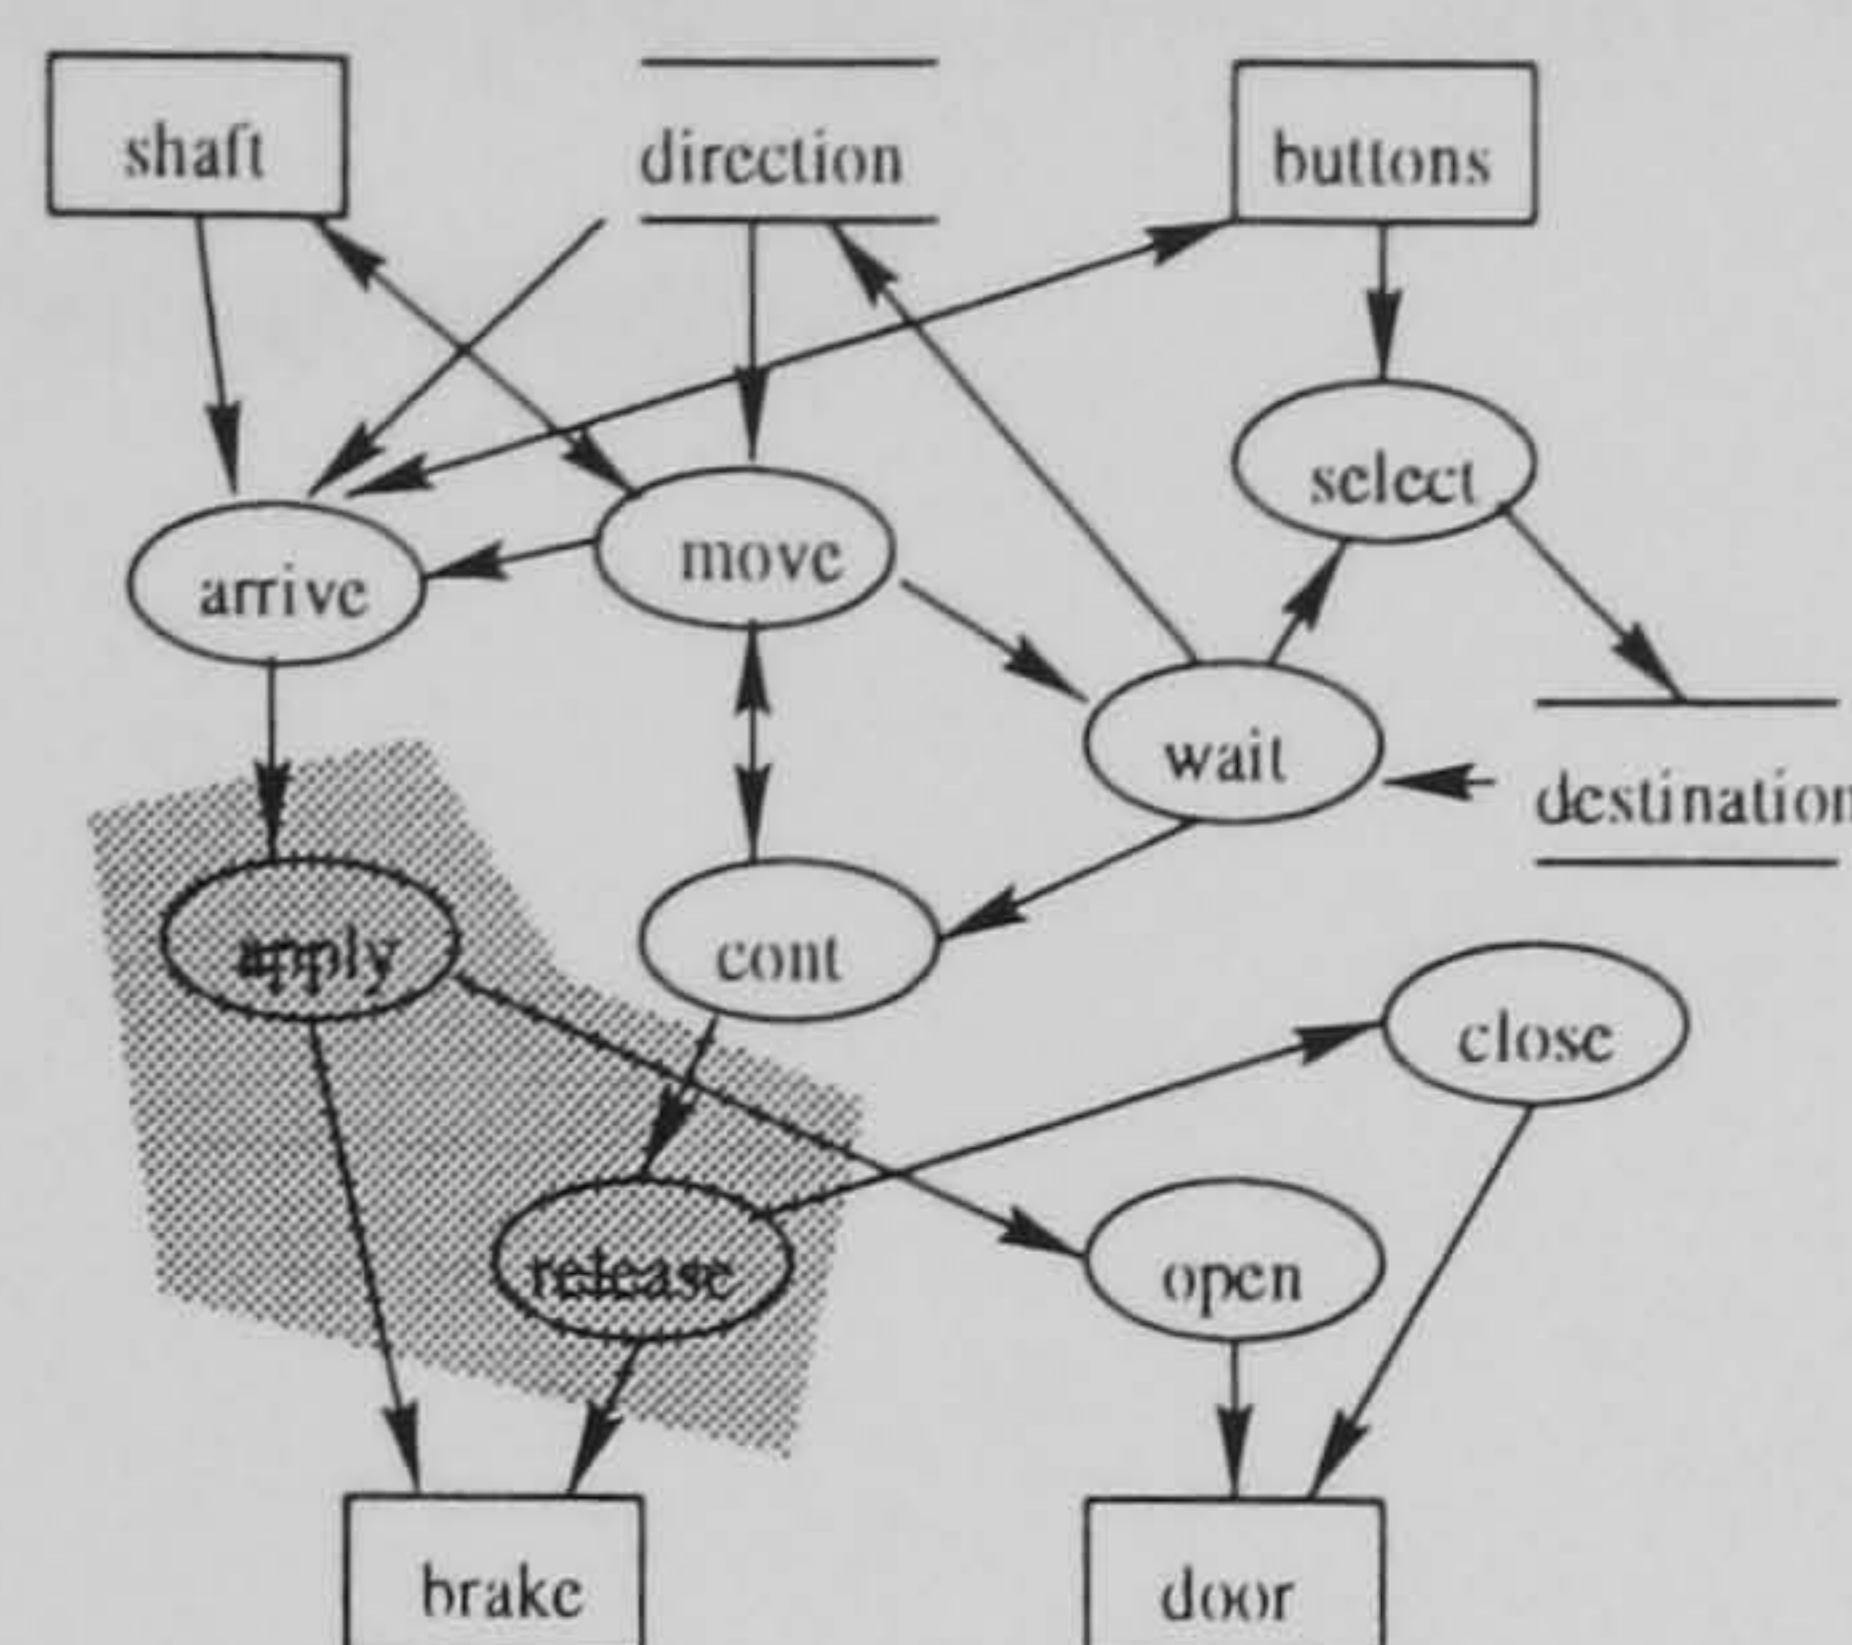 shaft
direction
buttons
select
arrive
move
wait
destination
apply
cont
close
release
open
brake
door